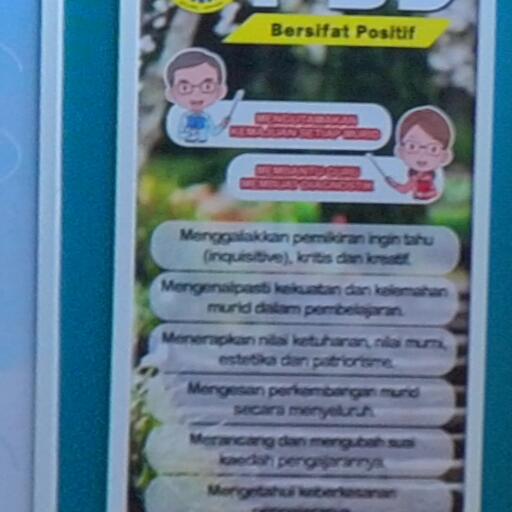 Bersifat Positif
MENGUTAMAKAN
KEMAJUAN SETIAP MURID
MEMBANTU GURU
MEMBUAT DIAGNOSTIK
Menggalakkan pemikiran ingin tahu
(inquisitive), kritis dan kreatif.
Mengenalpasti kekuatan dan kelemahan
murid dalam pembelajaran.
Menerapkan nilai ketuhanan, nilai murni,
estetika dan patriorisme.
Mengesan perkembangan murid
secara menyeluruh.
Merancang dan mengubah suai
kaedah pengajarannya.
Mengetahui keberkesanan